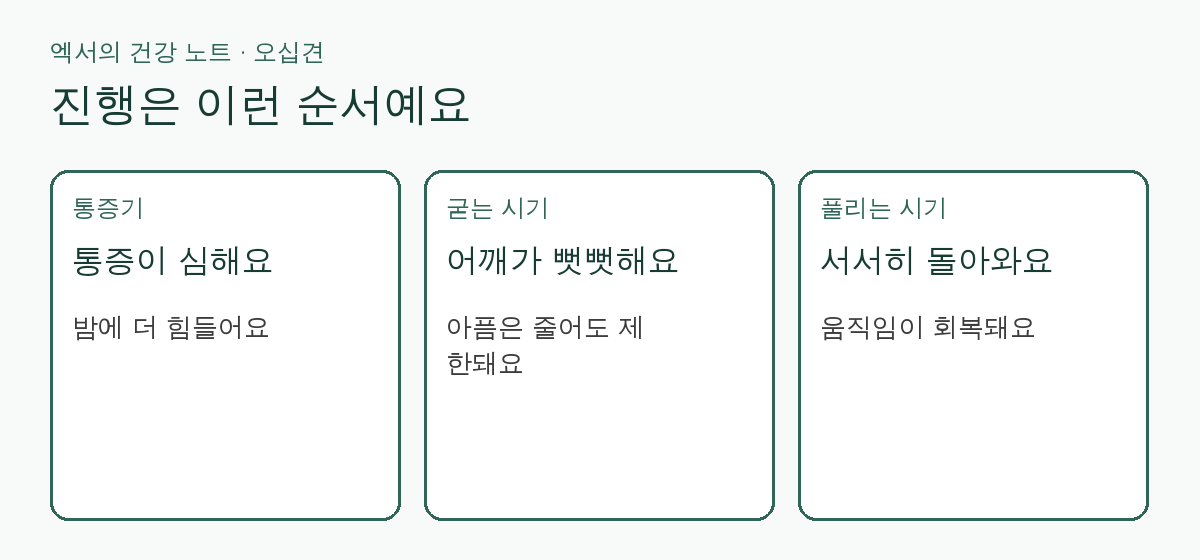 엑서의 건강 노트 · 오십견
진행은 이런 순서예요
통증기
통증이 심해요
밤에 더 힘들어요
굳는 시기
어깨가 뻣뻣해요
아픔은 줄어도 제
한돼요
풀리는 시기
서서히 돌아와요
움직임이 회복돼요